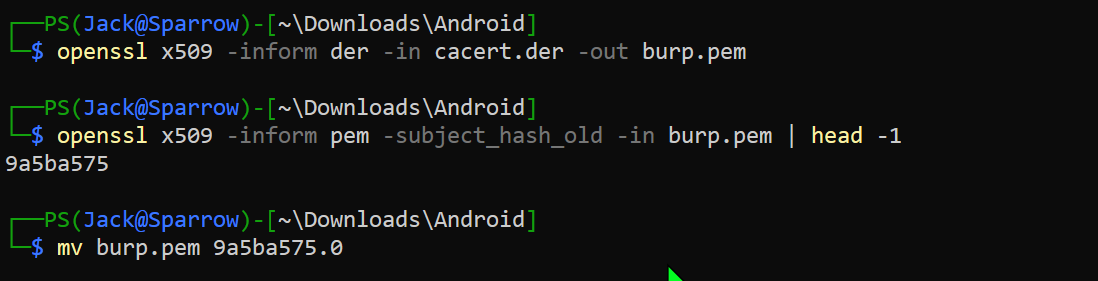 ┌──PS(Jack@Sparrow)-[~\Downloads\Android]
└─$ openssl x509 -inform der -in cacert.der -out burp.pem
┌──PS(Jack@Sparrow)-[~\Downloads\Android]
└─$ openssl x509 -inform pem -subject_hash_old -in burp.pem | head -1
9a5ba575
┌──PS(Jack@Sparrow)-[~\Downloads\Android]
└─$ mv burp.pem 9a5ba575.0